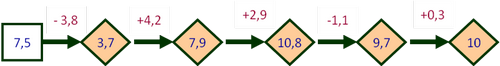 - 3,8 +4,2 +2,9 -1,1 +0,3
7,5 3,7 7,9 10,8 9,7 10